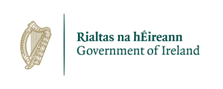 Rialtas na hÉireann
Government of Ireland